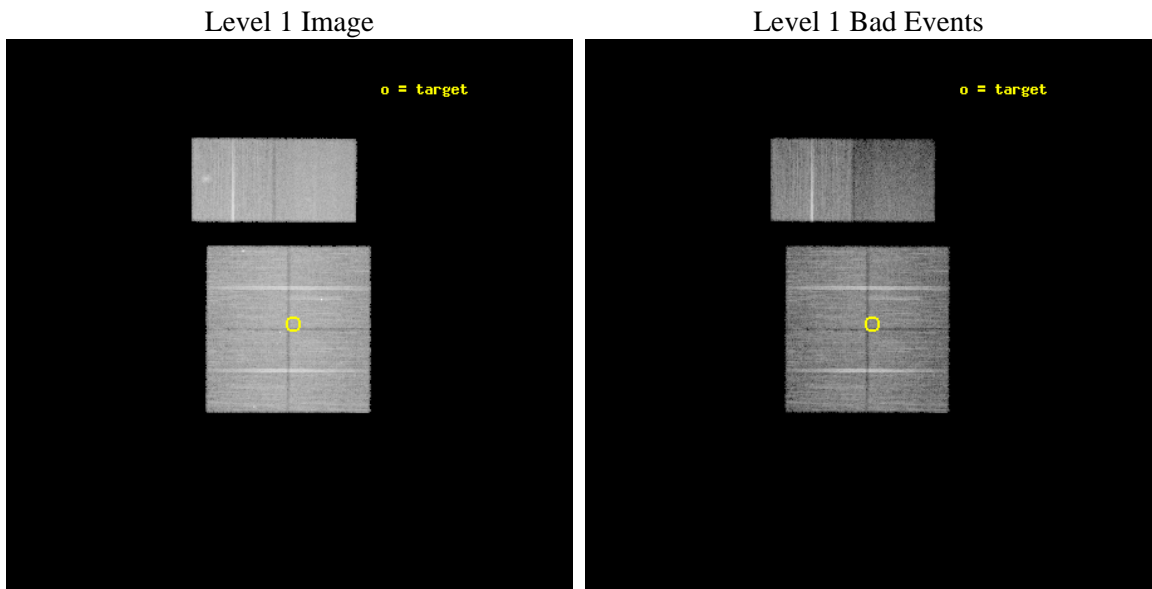 Level 1 Image
Level 1 Bad Events
o = target
o = target